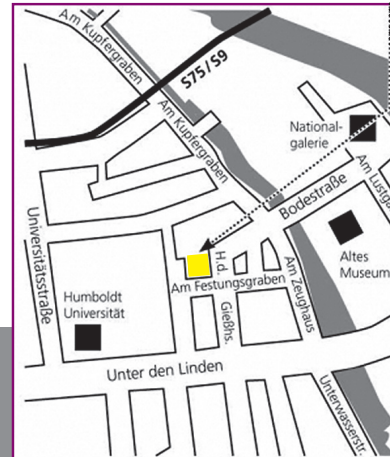 Am Kupfergraben
S75/S9
Am Kupfergraben
National-
galerie
Am Lustga
Bodestraße
Universitätsstraße
H.d.
Gießhs.
Altes
Museum
Am Zeughaus
Am Festungsgraben
Humboldt
Universität
Unter den Linden
Unterwasserstr.